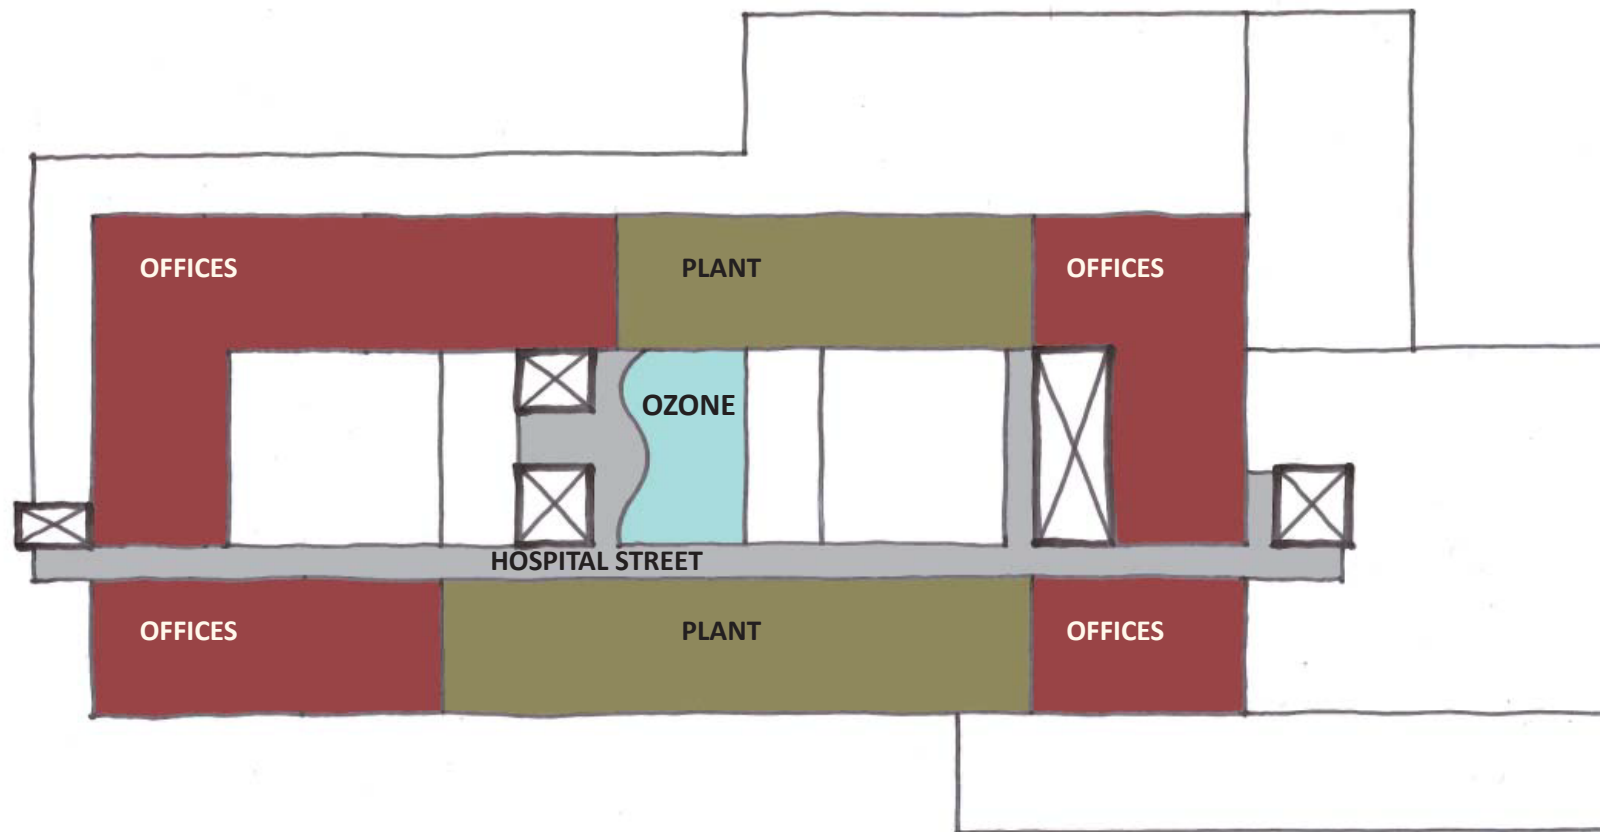 OFFICES
PLANT
OFFICES
OZONE
HOSPITAL STREET
OFFICES
PLANT
OFFICES